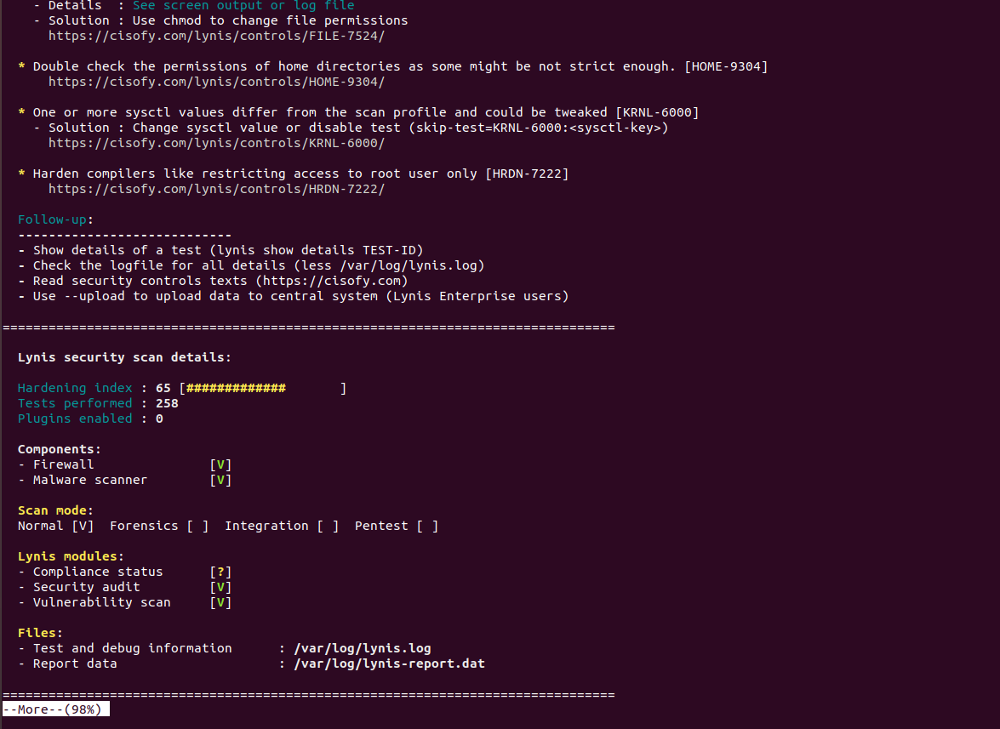 - Details  : See screen output or log file
- Solution : Use chmod to change file permissions
https://cisofy.com/lynis/controls/FILE-7524/
* Double check the permissions of home directories as some might be not strict enough. [HOME-9304]
https://cisofy.com/lynis/controls/HOME-9304/
* One or more sysctl values differ from the scan profile and could be tweaked [KRNL-6000]
- Solution : Change sysctl value or disable test (skip-test=KRNL-6000:<sysctl-key>)
https://cisofy.com/lynis/controls/KRNL-6000/
* Harden compilers like restricting access to root user only [HRDN-7222]
https://cisofy.com/lynis/controls/HRDN-7222/
Follow-up:
----------------------------
- Show details of a test (lynis show details TEST-ID)
- Check the logfile for all details (less /var/log/lynis.log)
- Read security controls texts (https://cisofy.com)
- Use --upload to upload data to central system (Lynis Enterprise users)
================================================================================
Lynis security scan details:
Hardening index : 65 [#############       ]
Tests performed : 258
Plugins enabled : 0
Components:
- Firewall               [V]
- Malware scanner        [V]
Scan mode:
Normal [V]  Forensics [ ]  Integration [ ]  Pentest [ ]
Lynis modules:
- Compliance status      [?]
- Security audit         [V]
- Vulnerability scan     [V]
Files:
- Test and debug information      : /var/log/lynis.log
- Report data                     : /var/log/lynis-report.dat
================================================================================
--More--(98%)